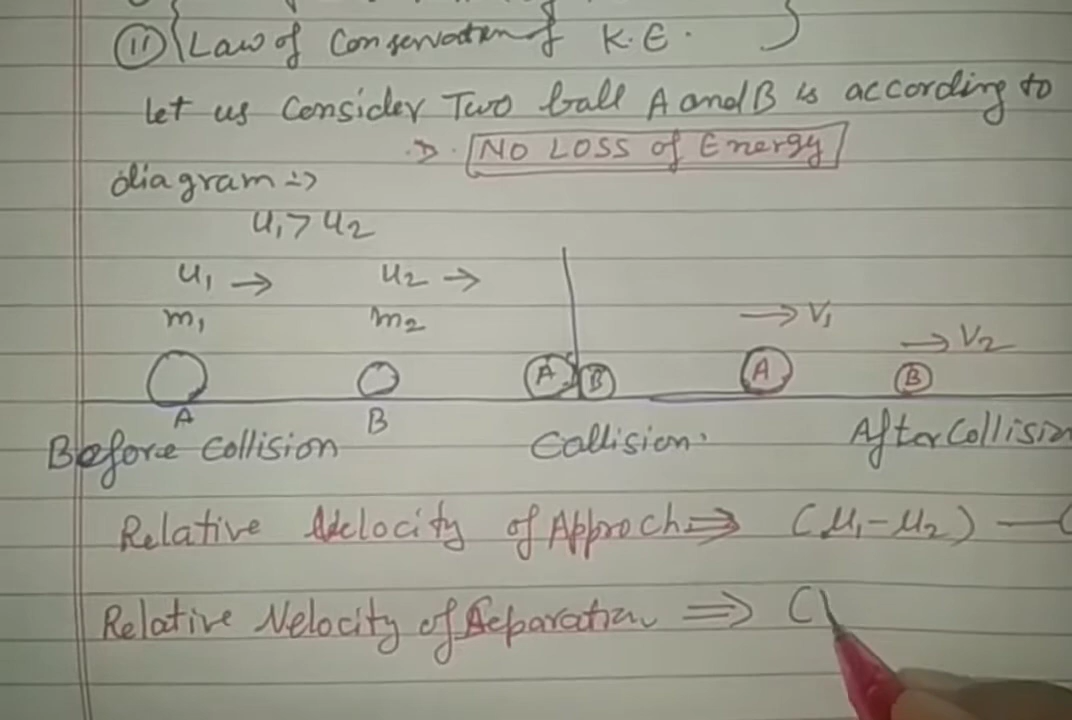 (ii) Law of Conservation of K.E.
let us Consider Two ball A and B is according to
⇒ NO LOSS of Energy
diagram :→
u₁ > u₂
u₁ → u₂ →
m₁ m₂
→ V₁
→ V₂
A B A B A B
Before Collision Collision. After Collision
Relative Velocity of Approch ⇒ (u₁-u₂) — (
Relative Velocity of Separation ⇒ (